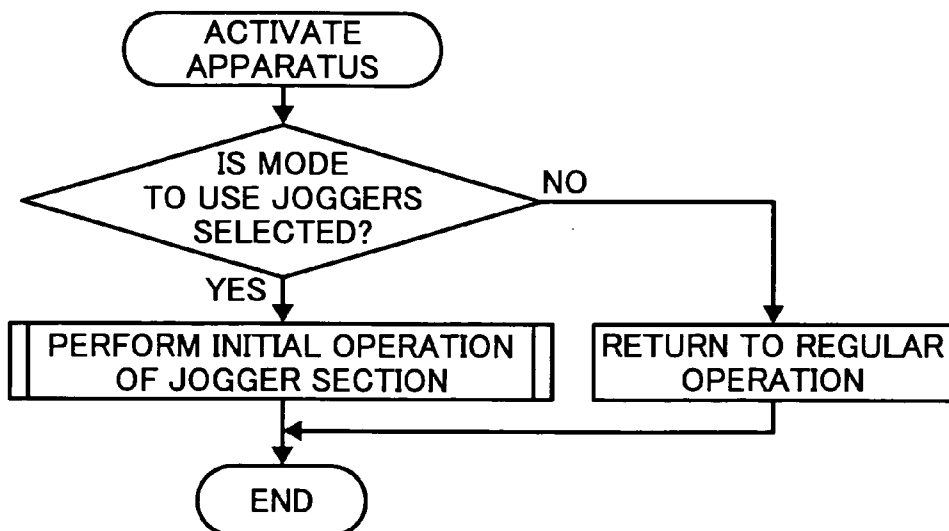 ACTIVATE
APPARATUS
IS MODE
TO USE JOGGERS
SELECTED?
NO
YES
PERFORM INITIAL OPERATION
OF JOGGER SECTION
RETURN TO REGULAR
OPERATION
END